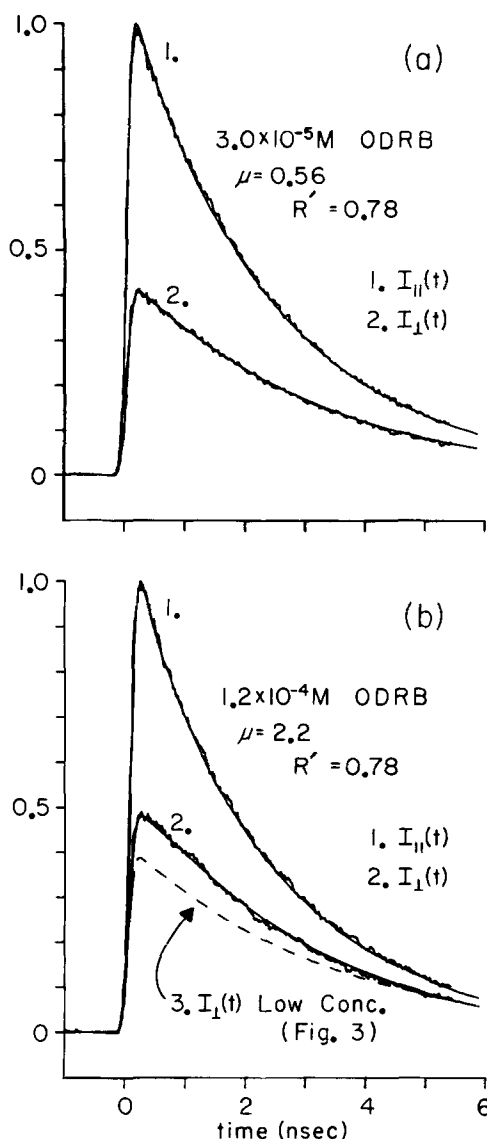 1.0
1.
(a)
3.0×10⁻⁵M ODRB
μ=0.56
R′ =0.78
0.5
1. I∥(t)
2. I⊥(t)
2.
0
1.0
1.
(b)
1.2×10⁻⁴M ODRB
μ=2.2
R′ =0.78
0.5
2.
1. I∥(t)
2. I⊥(t)
3. I⊥(t) Low Conc.
(Fig. 3)
0
0 2 4 6
time (nsec)